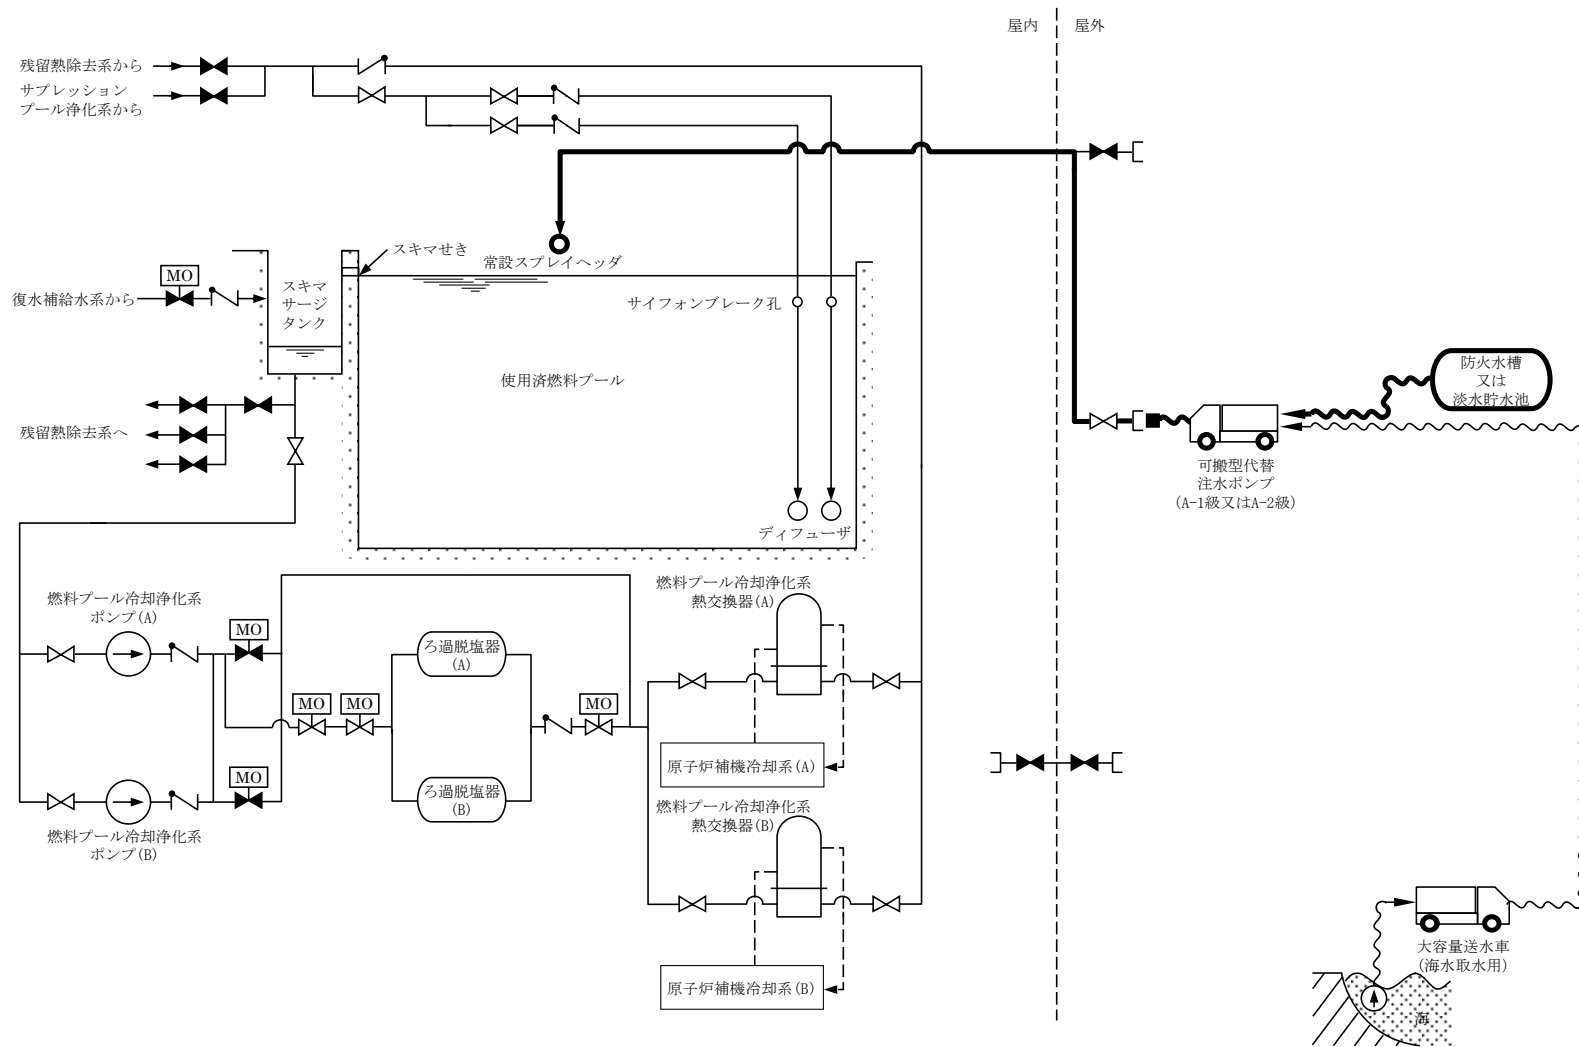 屋内
屋外
残留熱除去系から
サプレッション
プール浄化系から
スキマせき
常設スプレイヘッダ
MO
復水補給水系から
スキマ
サージ
タンク
サイフォンブレーク孔
使用済燃料プール
残留熱除去系へ
ディフューザ
防火水槽
又は
淡水貯水池
可搬型代替
注水ポンプ
(A-1級又はA-2級)
燃料プール冷却浄化系
ポンプ(A)
MO
MO
MO
ろ過脱塩器
(A)
MO
燃料プール冷却浄化系
熱交換器(A)
原子炉補機冷却系(A)
MO
燃料プール冷却浄化系
ポンプ(B)
ろ過脱塩器
(B)
燃料プール冷却浄化系
熱交換器(B)
原子炉補機冷却系(B)
大容量送水車
(海水取水用)
海